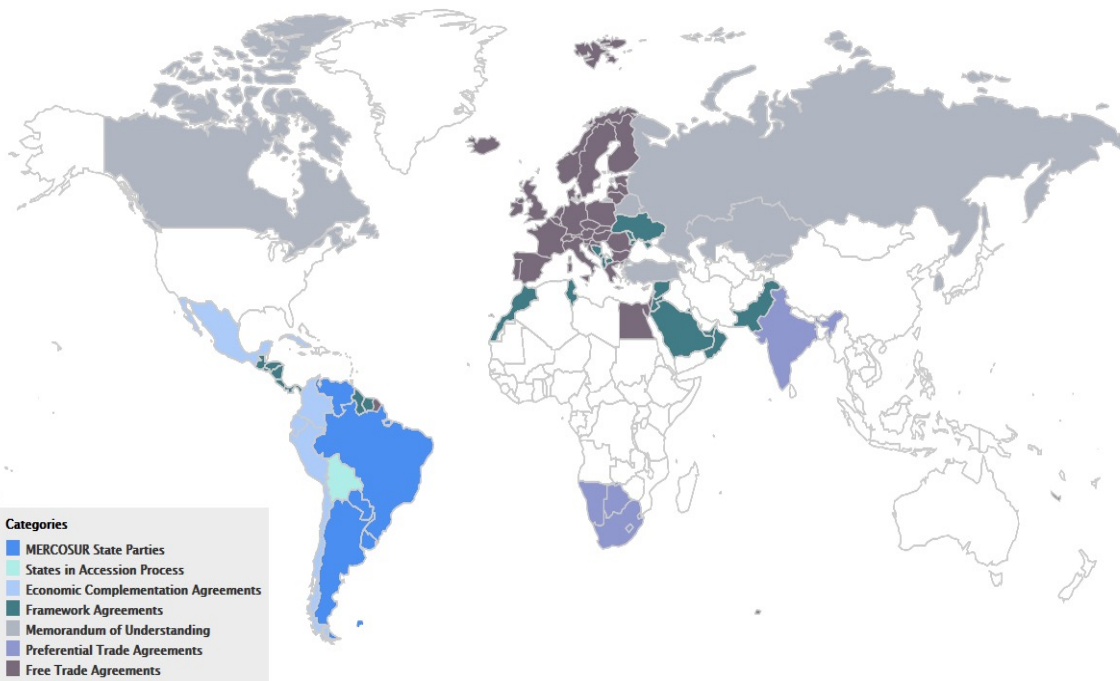 Categories
MERCOSUR State Parties
States in Accession Process
Economic Complementation Agreements
Framework Agreements
Memorandum of Understanding
Preferential Trade Agreements
Free Trade Agreements